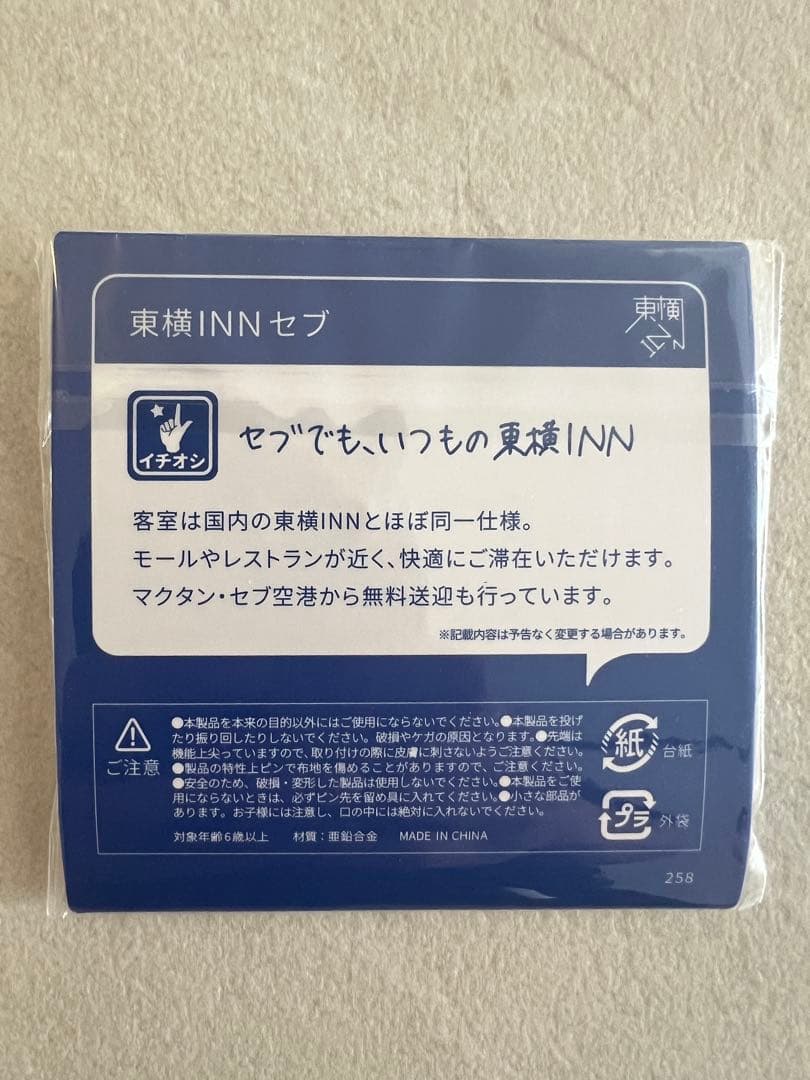 東横INN セブ
東横INN
イチオシ
セブでも、いつもの東横INN
客室は国内の東横INNとほぼ同一仕様。
モールやレストランが近く、快適にご滞在いただけます。
マクタン・セブ空港から無料送迎も行っています。
※記載内容は予告なく変更する場合があります。
ご注意
●本製品を本来の目的以外にはご使用にならないでください。●本製品を投げ
たり振り回したりしないでください。破損やケガの原因となります。●先端は
機能上尖っていますので、取り付けの際に皮膚に刺さないようご注意ください。
●製品の特性上ピンで布地を傷めることがありますので、ご注意ください。
●安全のため、破損・変形した製品は使用しないでください。●本製品をご使
用にならないときは、必ずピン先を留め具に入れてください。●小さな部品が
あります。お子様には注意し、口の中には絶対に入れないでください。
対象年齢6歳以上 材質：亜鉛合金 MADE IN CHINA
紙 台紙
プラ 外袋
258